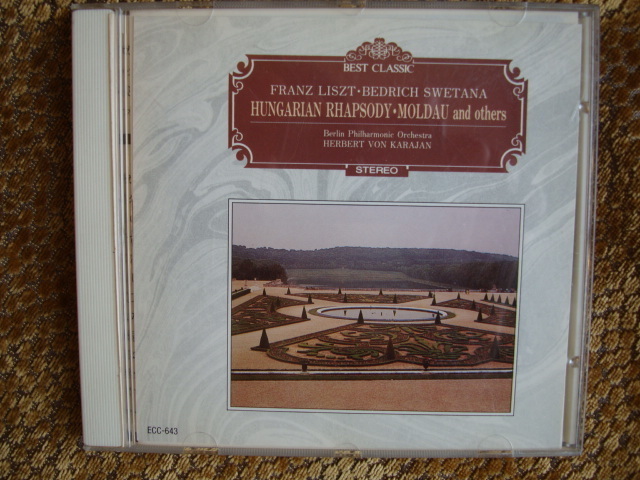 BEST CLASSIC
FRANZ LISZT・BEDRICH SWETANA
HUNGARIAN RHAPSODY・MOLDAU and others
Berlin Philharmonic Orchestra
HERBERT VON KARAJAN
STEREO
ECC-643